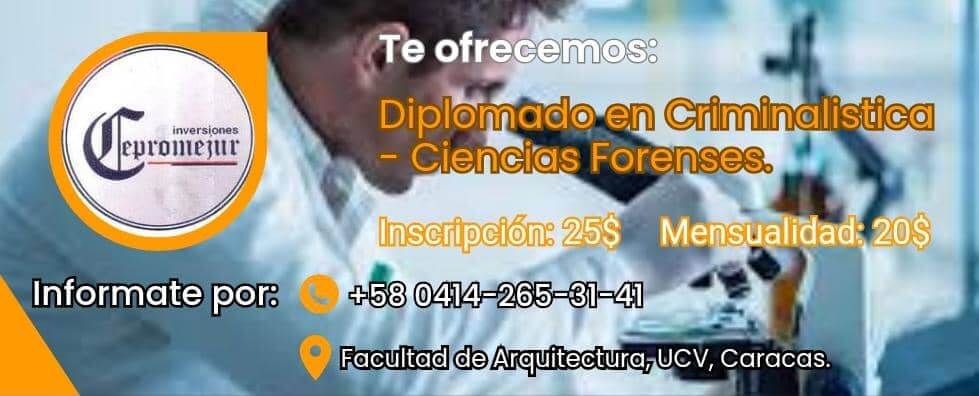 inversiones
Cepromejur
Te ofrecemos:
Diplomado en Criminalistica
- Ciencias Forenses.
Inscripción: 25$ Mensualidad: 20$
Informate por: +58 0414-265-31-41
Facultad de Arquitectura, UCV, Caracas.